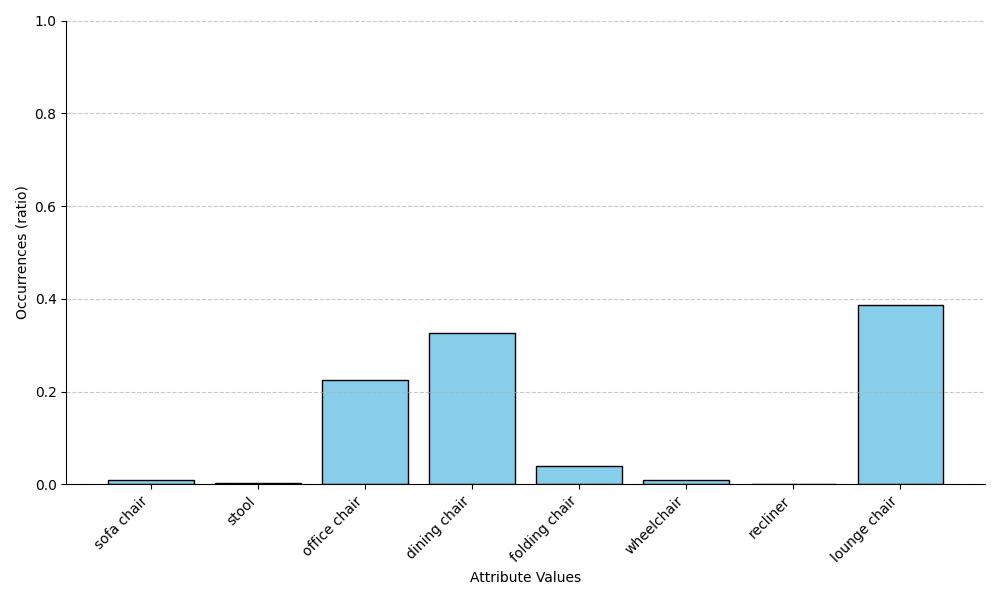 1.0
0.8
0.6
0.4
0.2
0.0
Occurrences (ratio)
sofa chair
stool
office chair
dining chair
folding chair
wheelchair
recliner
lounge chair
Attribute Values